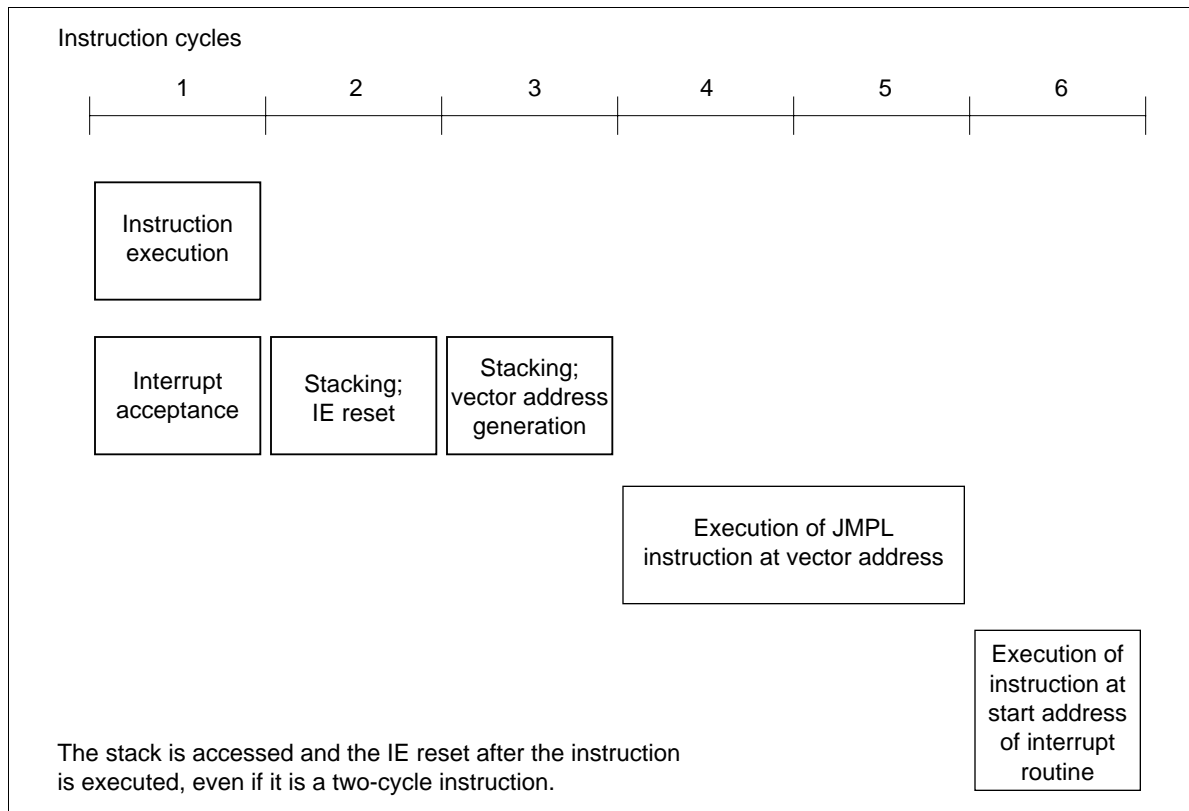 Instruction cycles
1 2 3 4 5 6
Instruction
execution
Interrupt
acceptance
Stacking;
IE reset
Stacking;
vector address
generation
Execution of JMPL
instruction at vector address
Execution of
instruction at
start address
of interrupt
routine
The stack is accessed and the IE reset after the instruction
is executed, even if it is a two-cycle instruction.